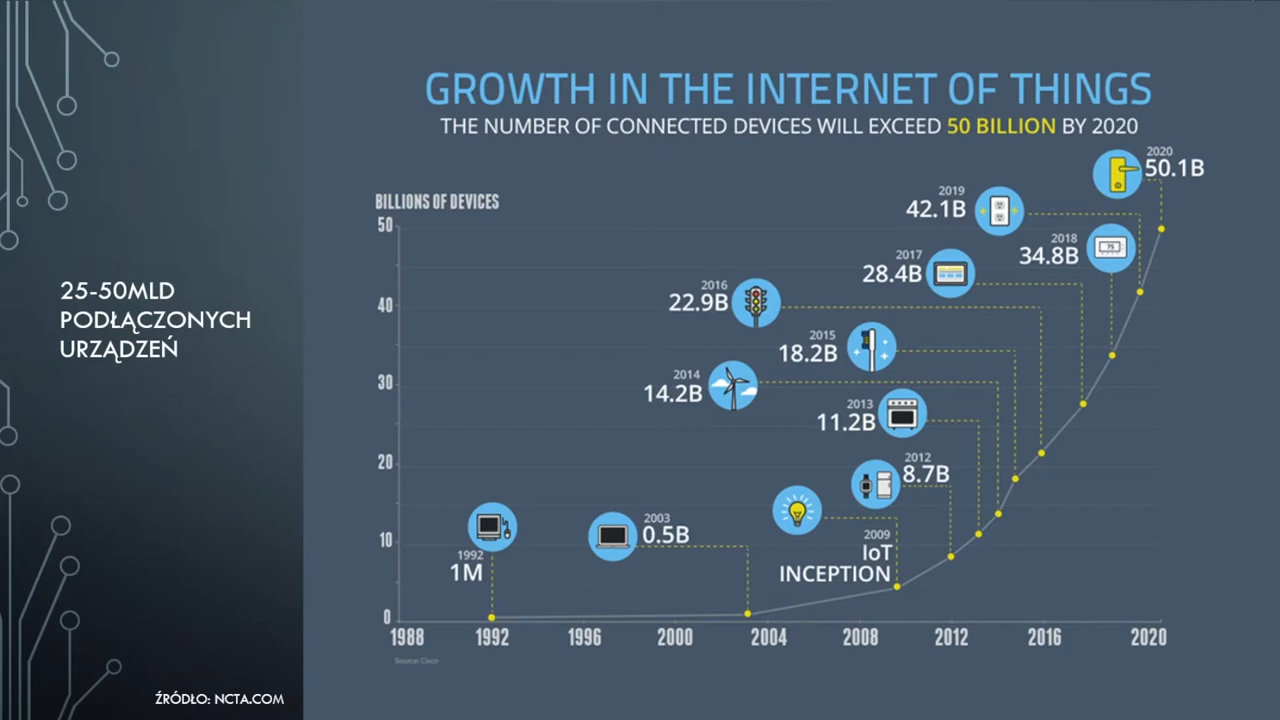 GROWTH IN THE INTERNET OF THINGS
THE NUMBER OF CONNECTED DEVICES WILL EXCEED 50 BILLION BY 2020
25-50MLD
PODŁĄCZONYCH
URZĄDZEŃ
ŹRÓDŁO: NCTA.COM
BILLIONS OF DEVICES
50
40
30
20
10
0
1988 1992 1996 2000 2004 2008 2012 2016 2020
1992
1M
2003
0.5B
2009
IoT
INCEPTION
2012
8.7B
2013
11.2B
2014
14.2B
2015
18.2B
2016
22.9B
2017
28.4B
2018
34.8B
75
2019
42.1B
2020
50.1B
Source: Cisco